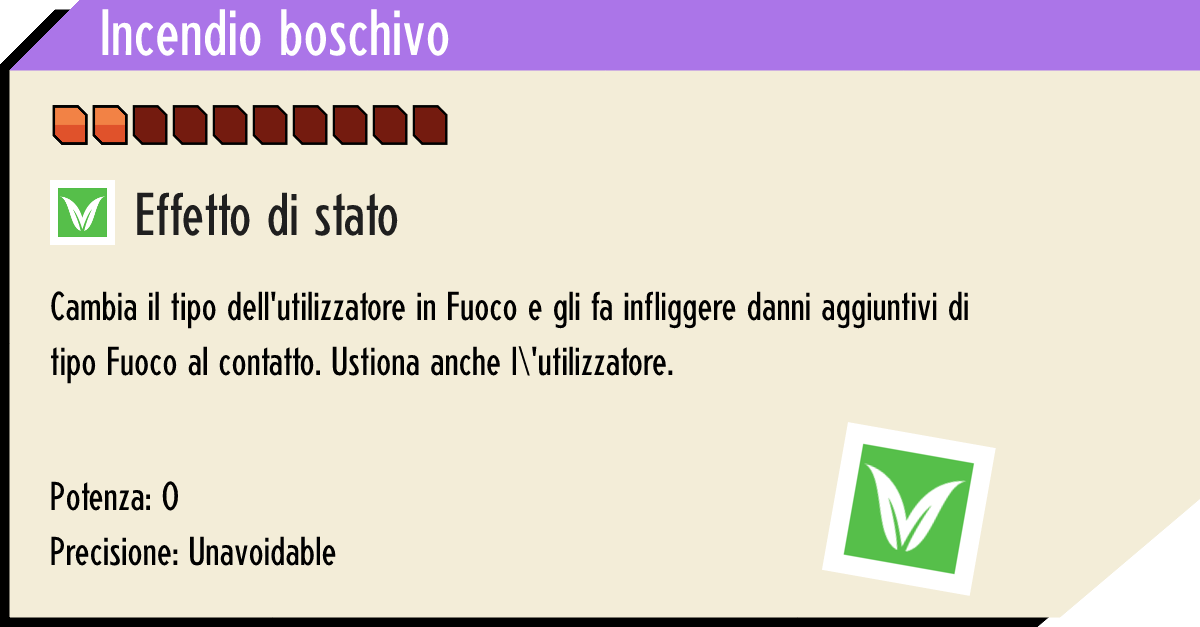 Incendio boschivo
Effetto di stato
Cambia il tipo dell'utilizzatore in Fuoco e gli fa infliggere danni aggiuntivi di
tipo Fuoco al contatto. Ustiona anche l\'utilizzatore.
Potenza: 0
Precisione: Unavoidable